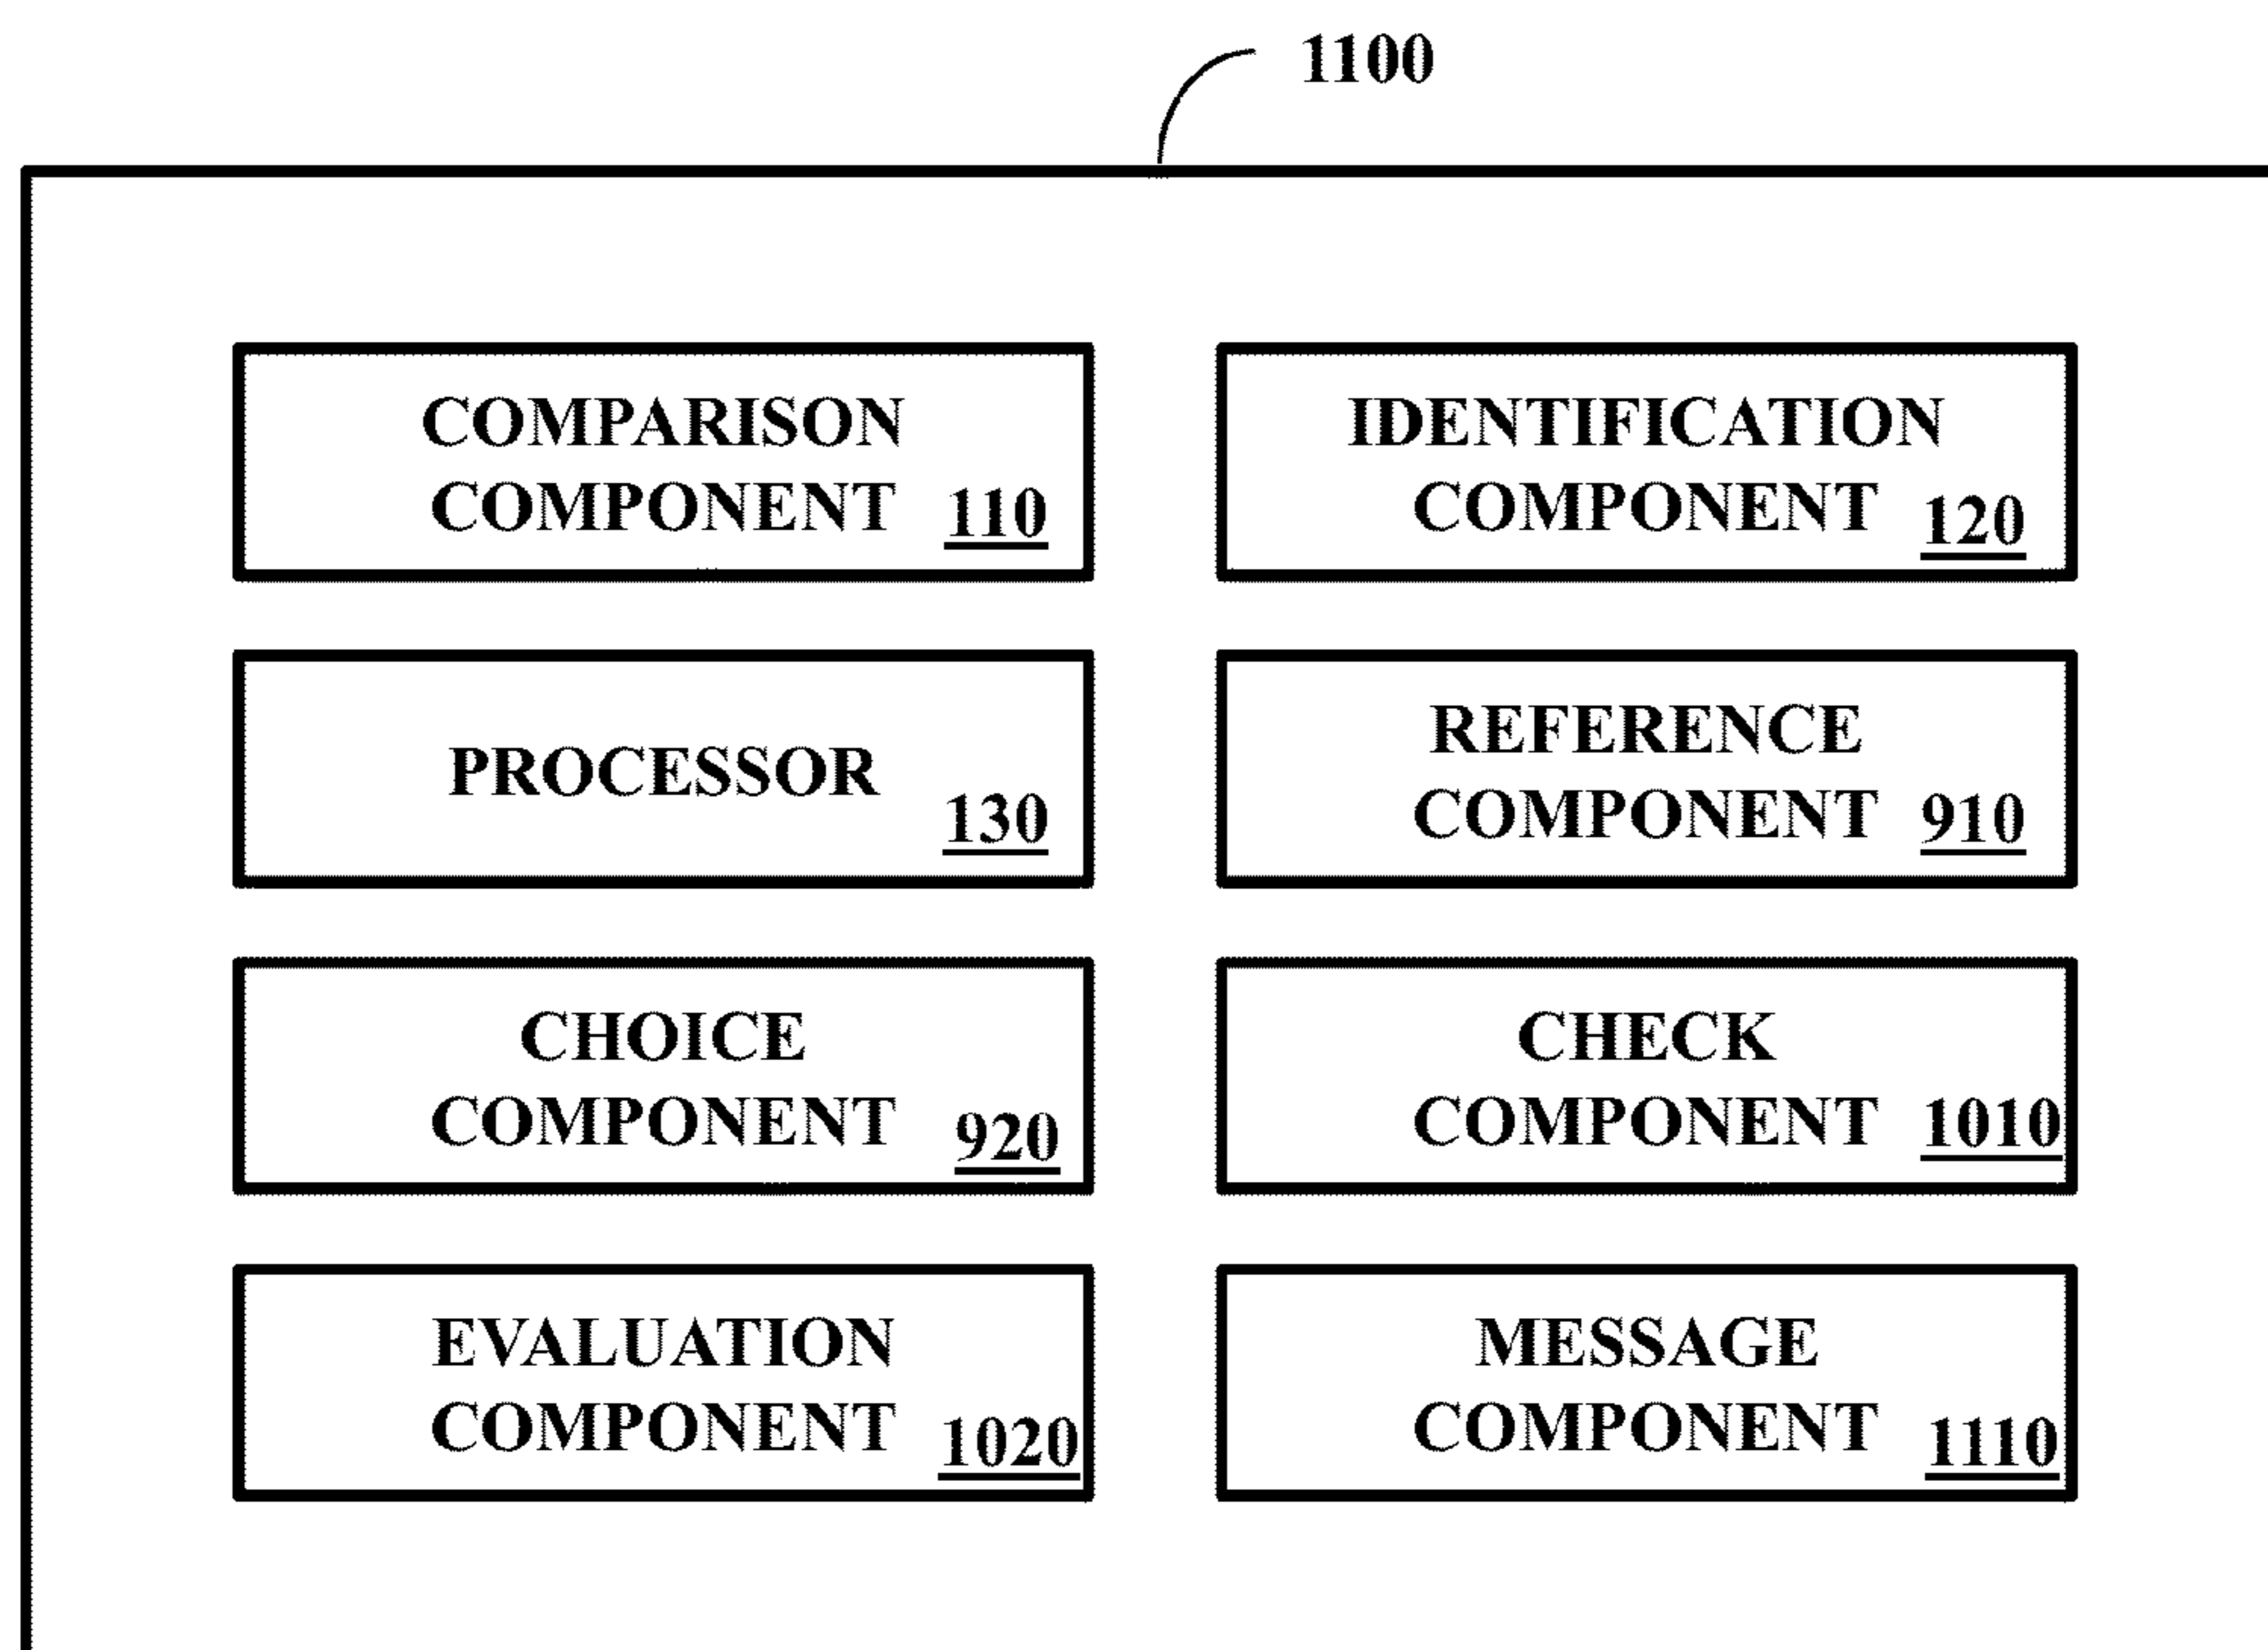 1100
COMPARISON
COMPONENT 110
IDENTIFICATION
COMPONENT 120
PROCESSOR
130
REFERENCE
COMPONENT 910
CHOICE
COMPONENT 920
CHECK
COMPONENT 1010
EVALUATION
COMPONENT 1020
MESSAGE
COMPONENT 1110